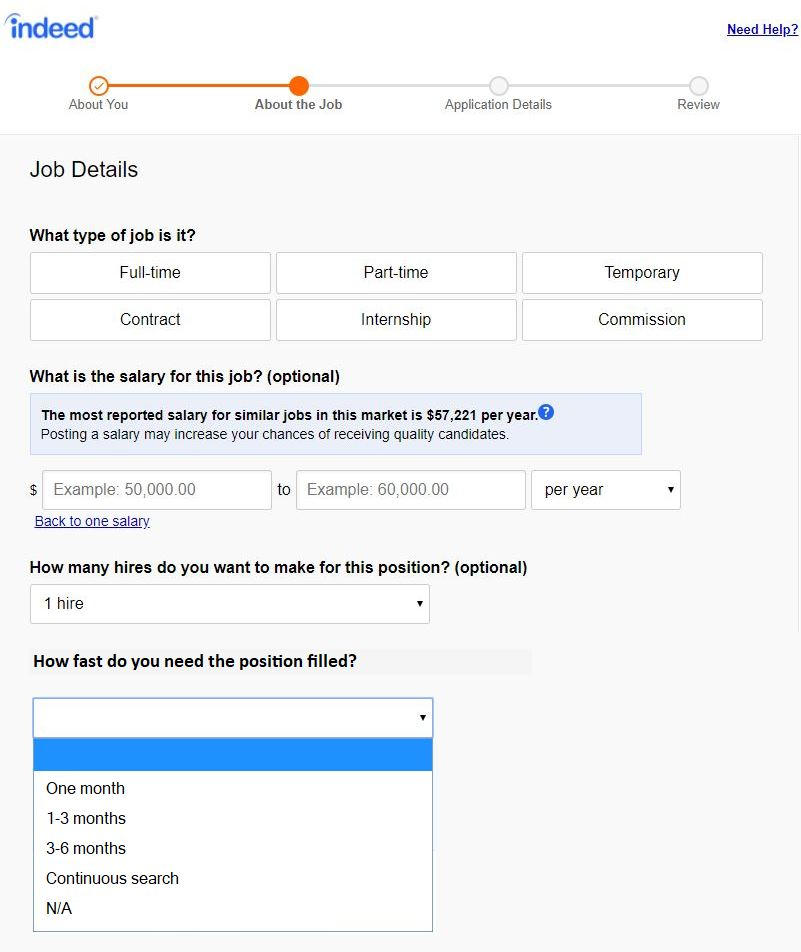 indeed
Need Help?
About You
About the Job
Application Details
Review
Job Details
What type of job is it?
Full-time
Part-time
Temporary
Contract
Internship
Commission
What is the salary for this job? (optional)
The most reported salary for similar jobs in this market is $57,221 per year.?
Posting a salary may increase your chances of receiving quality candidates.
$ Example: 50,000.00 to Example: 60,000.00 per year
Back to one salary
How many hires do you want to make for this position? (optional)
1 hire
How fast do you need the position filled?
One month
1-3 months
3-6 months
Continuous search
N/A